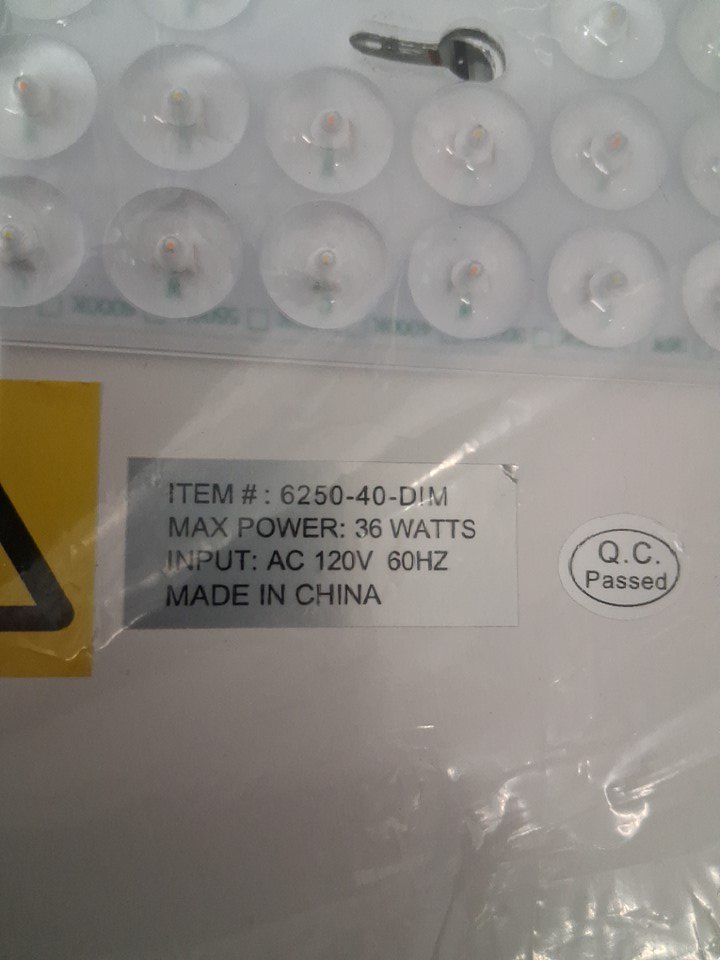 ITEM # : 6250-40-DIM
MAX POWER: 36 WATTS
INPUT: AC 120V 60HZ
MADE IN CHINA
Q.C.
Passed